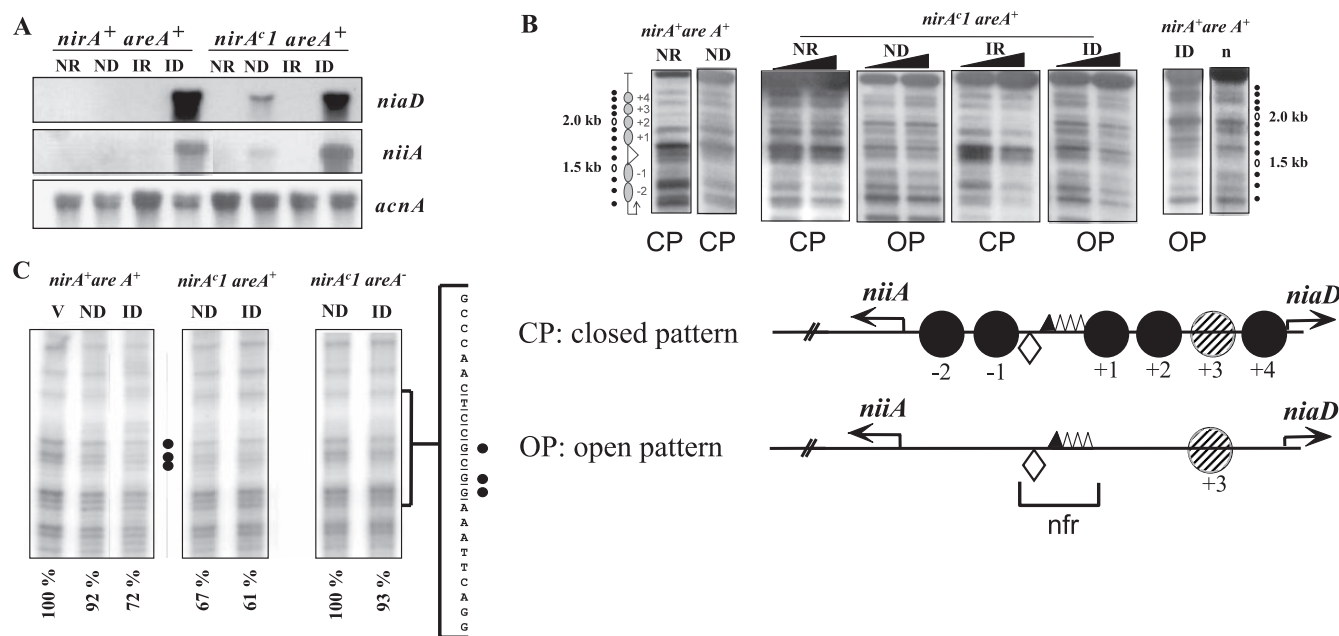 A
nirA⁺ areA⁺ nirAᶜ1 areA⁺
NR ND IR ID NR ND IR ID
niaD
niiA
acnA
B
nirA⁺are A⁺
NR ND
nirAᶜ1 areA⁺
NR ND IR ID
nirA⁺are A⁺
ID n
+4
+3
+2
+1
-1
-2
2.0 kb
1.5 kb
2.0 kb
1.5 kb
CP CP CP OP CP OP OP
C
nirA⁺are A⁺ nirAᶜ1 areA⁺ nirAᶜ1 areA⁻
V ND ID ND ID ND ID
100 % 92 % 72 % 67 % 61 % 100 % 93 %
G
C
C
C
A
A
C
T
C
C
G
C
G
G
A
A
A
T
T
C
A
G
G
CP: closed pattern
niiA niaD
-2 -1 +1 +2 +3 +4
OP: open pattern
niiA niaD
+3
nfr